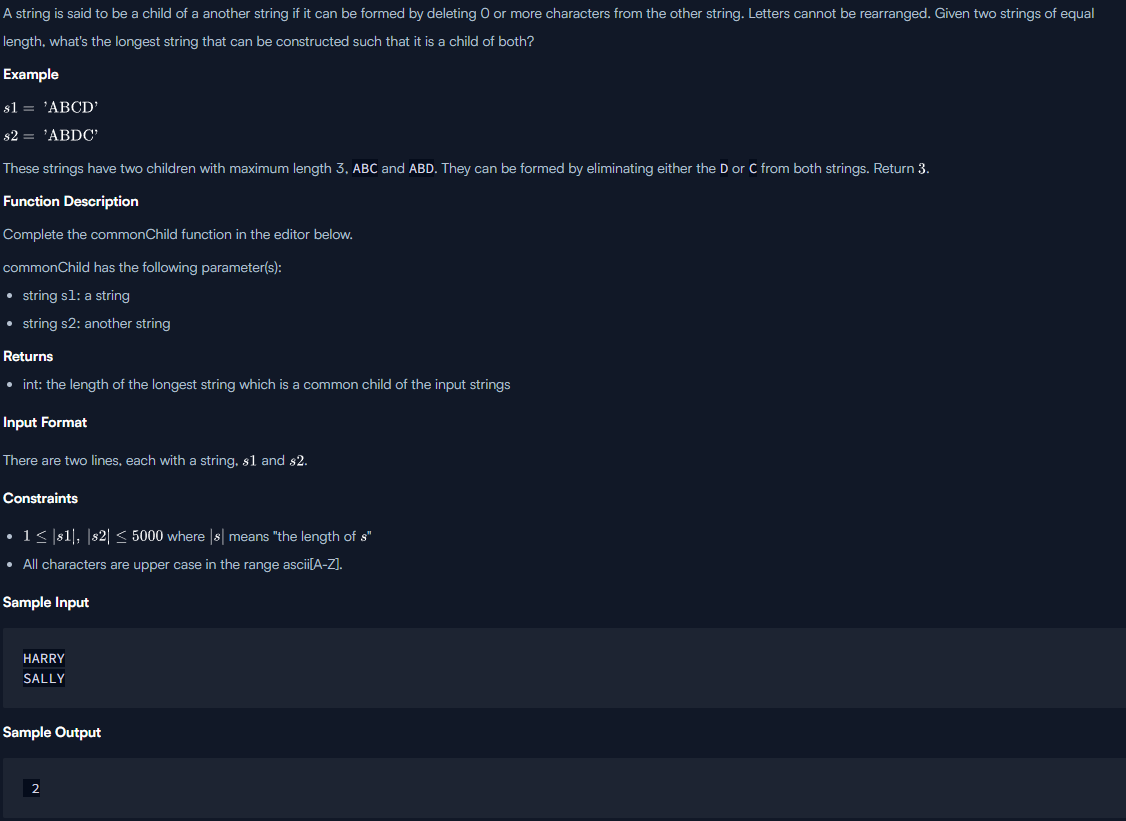 A string is said to be a child of a another string if it can be formed by deleting 0 or more characters from the other string. Letters cannot be rearranged. Given two strings of equal
length, what's the longest string that can be constructed such that it is a child of both?
Example
s1 = 'ABCD'
s2 = 'ABDC'
These strings have two children with maximum length 3, ABC and ABD. They can be formed by eliminating either the D or C from both strings. Return 3.
Function Description
Complete the commonChild function in the editor below.
commonChild has the following parameter(s):
• string s1: a string
• string s2: another string
Returns
• int: the length of the longest string which is a common child of the input strings
Input Format
There are two lines, each with a string, s1 and s2.
Constraints
• 1 ≤ |s1|, |s2| ≤ 5000 where |s| means "the length of s"
• All characters are upper case in the range ascii[A-Z].
Sample Input
HARRY
SALLY
Sample Output
2